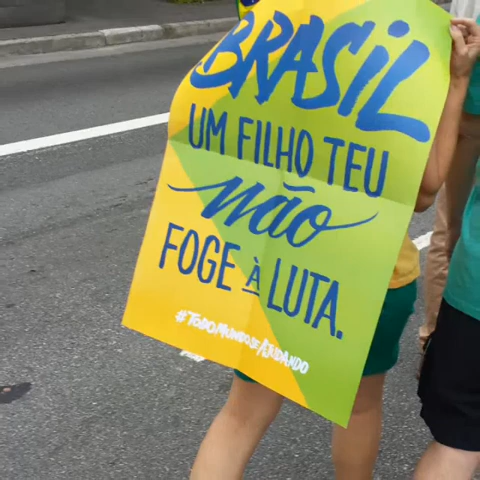 BRASIL
UM FILHO TEU
não
FOGE À LUTA.
#TODOMUNDOSEAJUDANDO